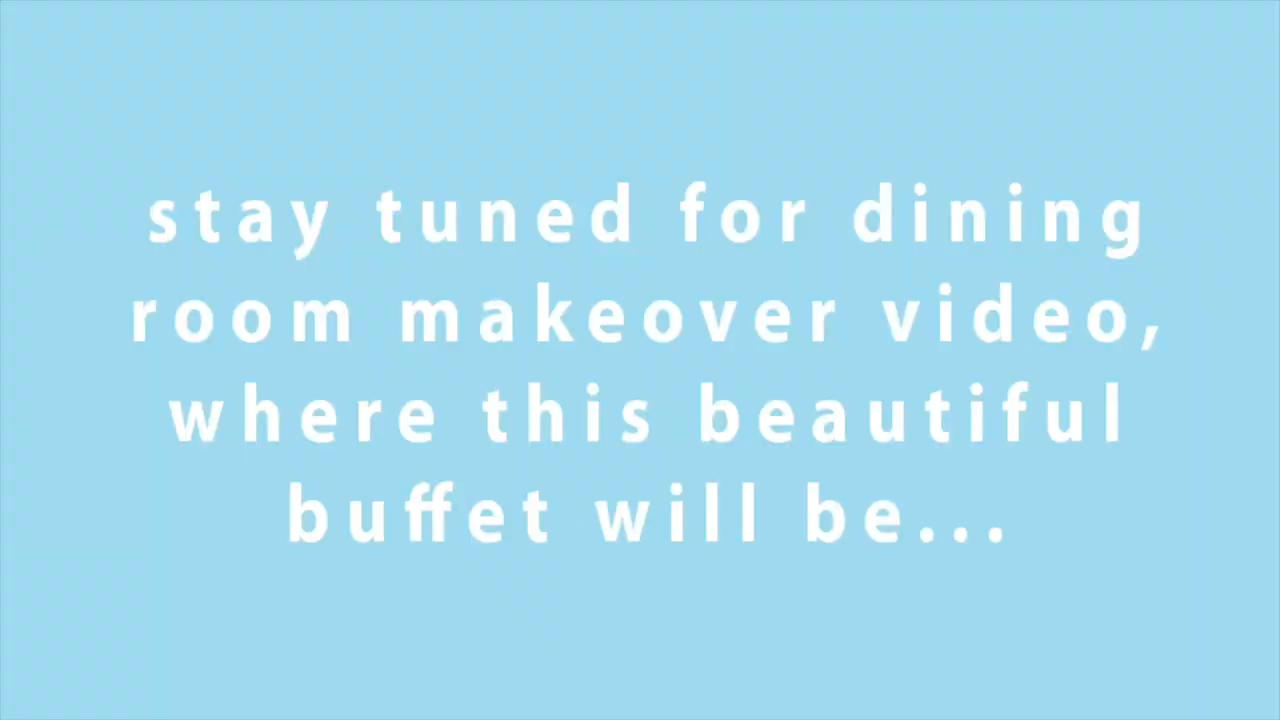 stay tuned for dining
room makeover video,
where this beautiful
buffet will be...